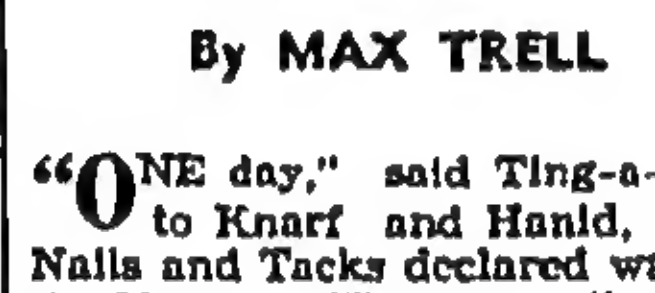 By MAX TRELL
“ONE day," said Ting-a-
to Knarf and Hanid,
Nails and Tacks declared